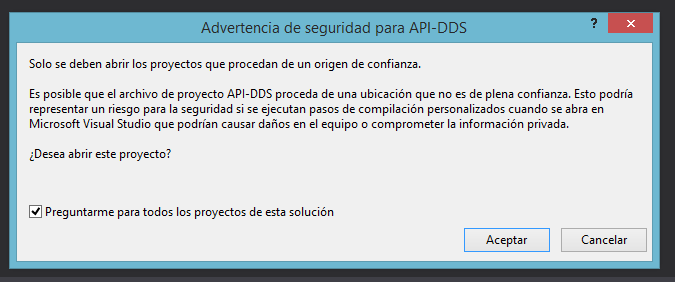 Advertencia de seguridad para API-DDS
?
Solo se deben abrir los proyectos que procedan de un origen de confianza.
Es posible que el archivo de proyecto API-DDS proceda de una ubicación que no es de plena confianza. Esto podría
representar un riesgo para la seguridad si se ejecutan pasos de compilación personalizados cuando se abra en
Microsoft Visual Studio que podrían causar daños en el equipo o comprometer la información privada.
¿Desea abrir este proyecto?
Preguntarme para todos los proyectos de esta solución
Aceptar
Cancelar